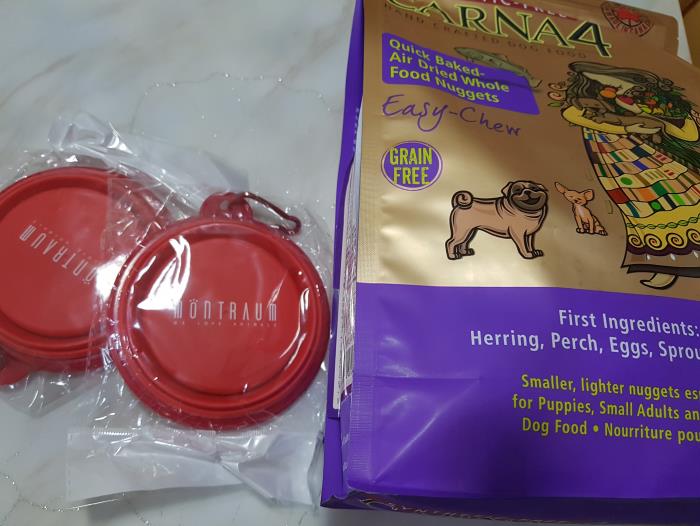 CARNA4
HAND CRAFTED DOG FOOD
Quick Baked-
Air Dried Whole
Food Nuggets
Easy-Chew
GRAIN
FREE
First Ingredients:
Herring, Perch, Eggs, Sprou
Smaller, lighter nuggets es
for Puppies, Small Adults an
Dog Food • Nourriture pou
MÖNTRAUM
MÖNTRAUM
WE LOVE ANIMALS